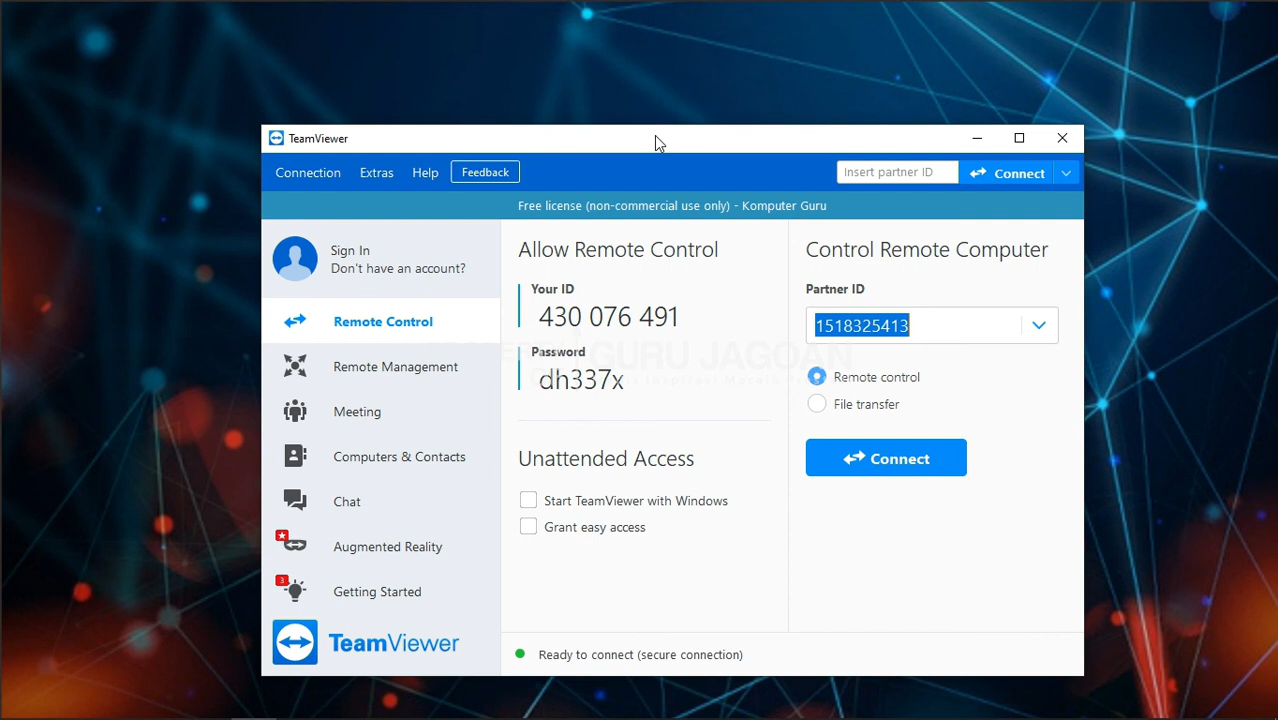 TeamViewer
Connection Extras Help Feedback Insert partner ID Connect
Free license (non-commercial use only) - Komputer Guru
Sign In
Don't have an account?
Remote Control
Remote Management
Meeting
Computers & Contacts
Chat
Augmented Reality
3
Getting Started
TeamViewer
Allow Remote Control
Your ID
430 076 491
Password
dh337x
GURU JAGOAN
Unattended Access
Start TeamViewer with Windows
Grant easy access
Control Remote Computer
Partner ID
1518325413
Remote control
File transfer
Connect
Ready to connect (secure connection)